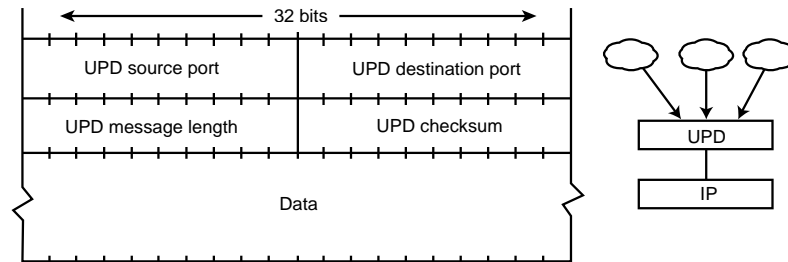 32 bits
UPD source port
UPD destination port
UPD message length
UPD checksum
Data
UPD
IP